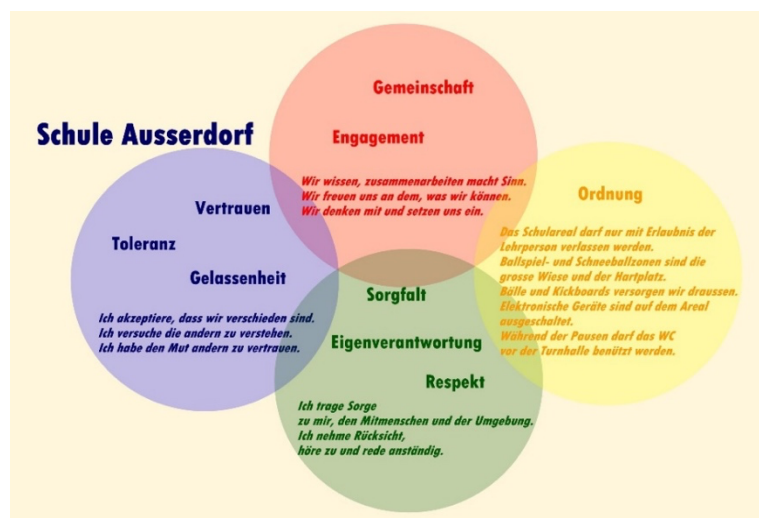 Schule Ausserdorf
Gemeinschaft
Engagement
Wir wissen, zusammenarbeiten macht Sinn.
Wir freuen uns an dem, was wir können.
Wir denken mit und setzen uns ein.
Vertrauen
Toleranz
Gelassenheit
Ich akzeptiere, dass wir verschieden sind.
Ich versuche die andern zu verstehen.
Ich habe den Mut andern zu vertrauen.
Ordnung
Das Schulareal darf nur mit Erlaubnis der
Lehrperson verlassen werden.
Ballspiel- und Schneeballzonen sind die
grosse Wiese und der Hartplatz.
Bälle und Kickboards versorgen wir draussen.
Elektronische Geräte sind auf dem Areal
ausgeschaltet.
Während der Pausen darf das WC
vor der Turnhalle benützt werden.
Sorgfalt
Eigenverantwortung
Respekt
Ich trage Sorge
zu mir, den Mitmenschen und der Umgebung.
Ich nehme Rücksicht,
höre zu und rede anständig.